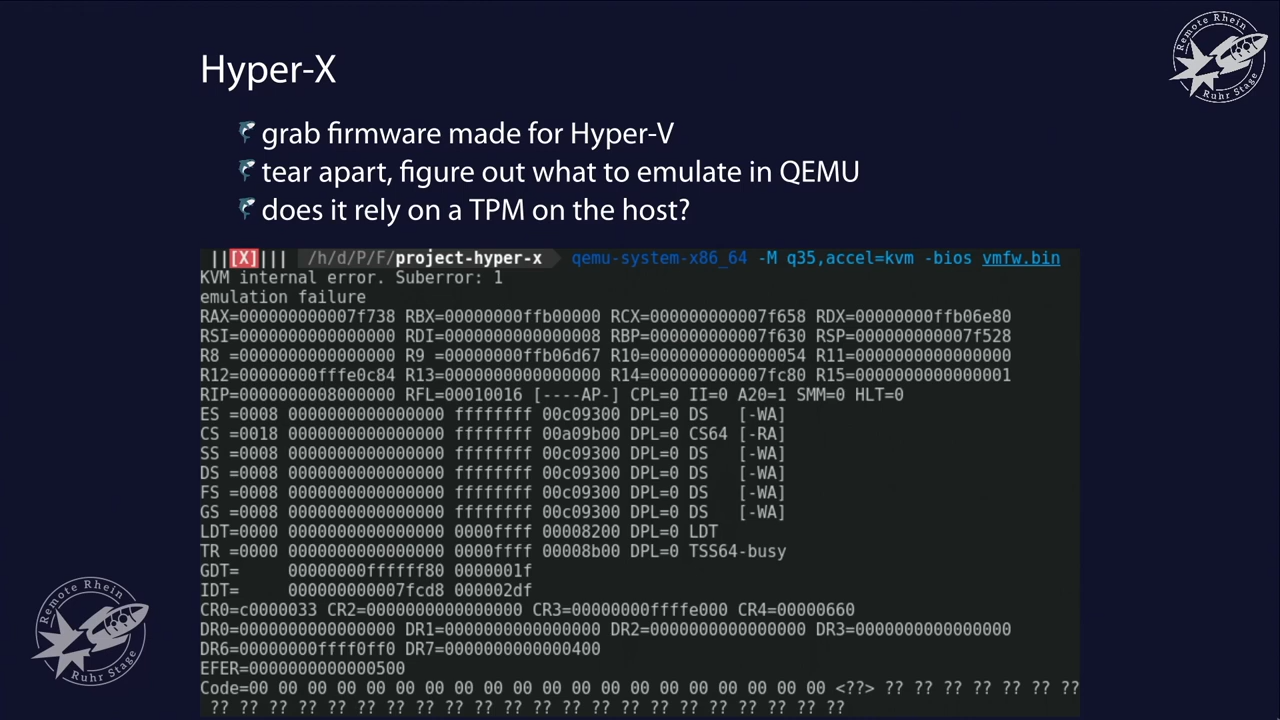 Remote Rhein
Ruhr Stage
Hyper-X
grab firmware made for Hyper-V
tear apart, figure out what to emulate in QEMU
does it rely on a TPM on the host?
||[X]||| /h/d/P/F/project-hyper-x qemu-system-x86_64 -M q35,accel=kvm -bios vmfw.bin
KVM internal error. Suberror: 1
emulation failure
RAX=000000000007f738 RBX=00000000ffb00000 RCX=000000000007f658 RDX=00000000ffb06e80
RSI=0000000000000000 RDI=0000000000000008 RBP=000000000007f630 RSP=000000000007f528
R8 =0000000000000000 R9 =00000000ffb06d67 R10=0000000000000054 R11=0000000000000000
R12=00000000fffe0c84 R13=0000000000000000 R14=000000000007fc80 R15=0000000000000001
RIP=0000000008000000 RFL=00010016 [----AP-] CPL=0 II=0 A20=1 SMM=0 HLT=0
ES =0008 0000000000000000 ffffffff 00c09300 DPL=0 DS [-WA]
CS =0018 0000000000000000 ffffffff 00a09b00 DPL=0 CS64 [-RA]
SS =0008 0000000000000000 ffffffff 00c09300 DPL=0 DS [-WA]
DS =0008 0000000000000000 ffffffff 00c09300 DPL=0 DS [-WA]
FS =0008 0000000000000000 ffffffff 00c09300 DPL=0 DS [-WA]
GS =0008 0000000000000000 ffffffff 00c09300 DPL=0 DS [-WA]
LDT=0000 0000000000000000 0000ffff 00008200 DPL=0 LDT
TR =0000 0000000000000000 0000ffff 00008b00 DPL=0 TSS64-busy
GDT= 00000000ffffff80 0000001f
IDT= 000000000007fcd8 000002df
CR0=c0000033 CR2=0000000000000000 CR3=00000000ffffe000 CR4=00000660
DR0=0000000000000000 DR1=0000000000000000 DR2=0000000000000000 DR3=0000000000000000
DR6=00000000ffff0ff0 DR7=0000000000000400
EFER=0000000000000500
Code=00 00 00 00 00 00 00 00 00 00 00 00 00 00 00 00 00 00 00 00 <??> ?? ?? ?? ?? ?? ?? ??
?? ?? ?? ?? ?? ?? ?? ?? ?? ?? ?? ?? ?? ?? ?? ?? ?? ?? ?? ?? ?? ??
Remote Rhein
Ruhr Stage